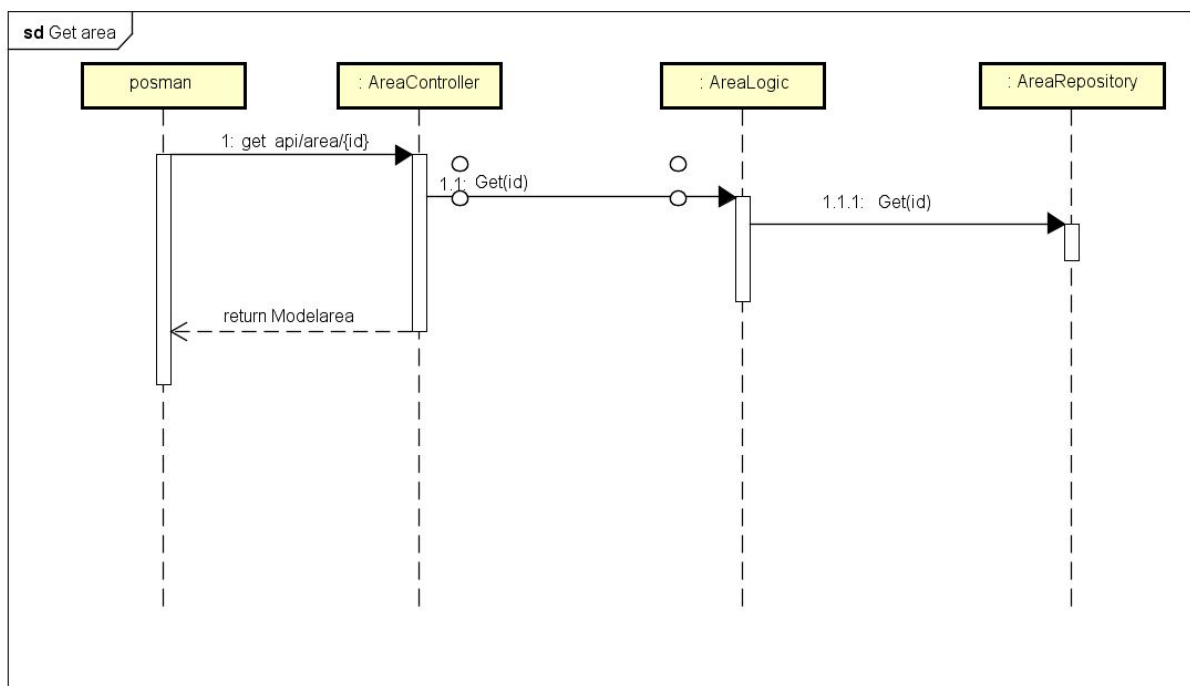 sd Get area
posman
: AreaController
: AreaLogic
: AreaRepository
1: get api/area/{id}
1.1: Get(id)
1.1.1: Get(id)
return Modelarea